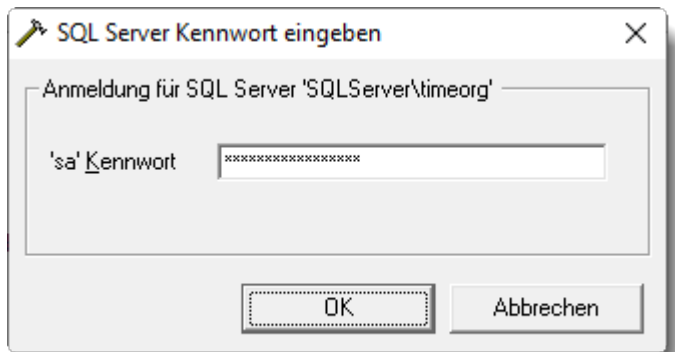 SQL Server Kennwort eingeben
Anmeldung für SQL Server 'SQLServer\timeorg'
'sa' Kennwort
*****************
OK
Abbrechen